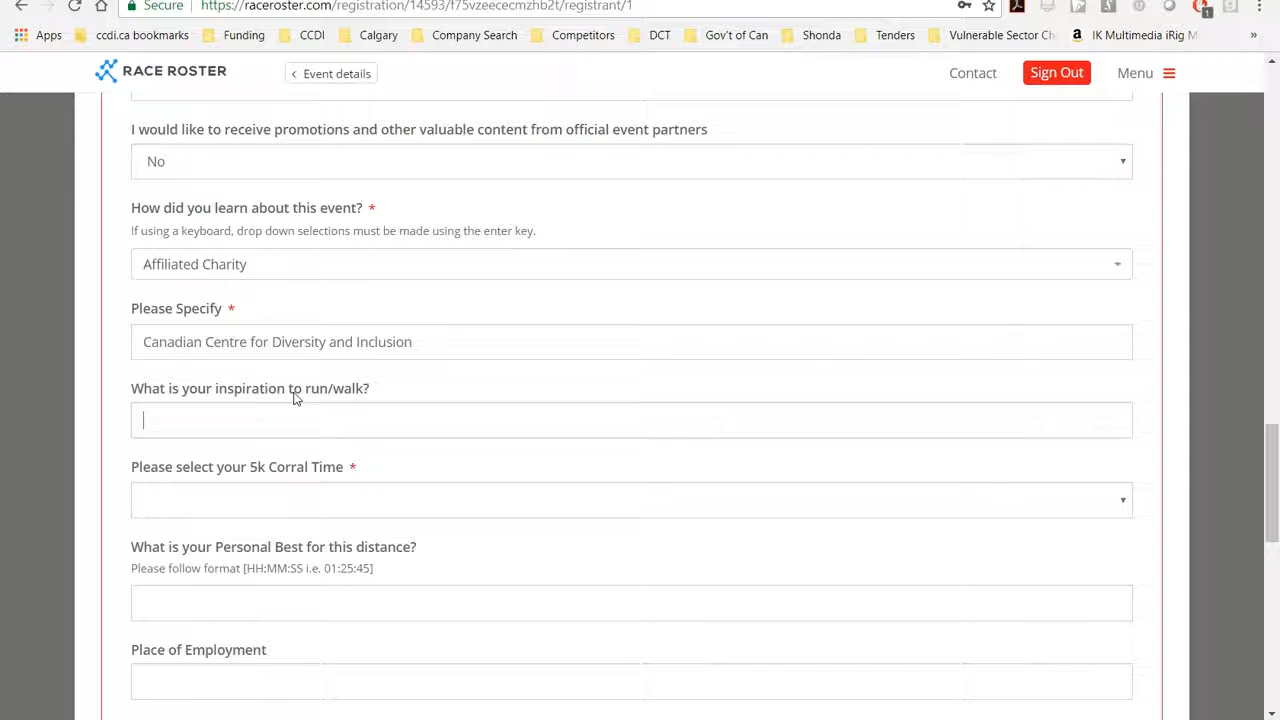 Secure
https://raceroster.com/registration/14593/f75vzeececmzhb2t/registrant/1
1
Apps ccdi.ca bookmarks Funding CCDI Calgary Company Search Competitors DCT Gov't of Can Shonda Tenders Vulnerable Sector Ch IK Multimedia iRig M »
RACE ROSTER Event details Contact Sign Out Menu
I would like to receive promotions and other valuable content from official event partners
No
How did you learn about this event? *
If using a keyboard, drop down selections must be made using the enter key.
Affiliated Charity
Please Specify *
Canadian Centre for Diversity and Inclusion
What is your inspiration to run/walk?
Please select your 5k Corral Time *
What is your Personal Best for this distance?
Please follow format [HH:MM:SS i.e. 01:25:45]
Place of Employment